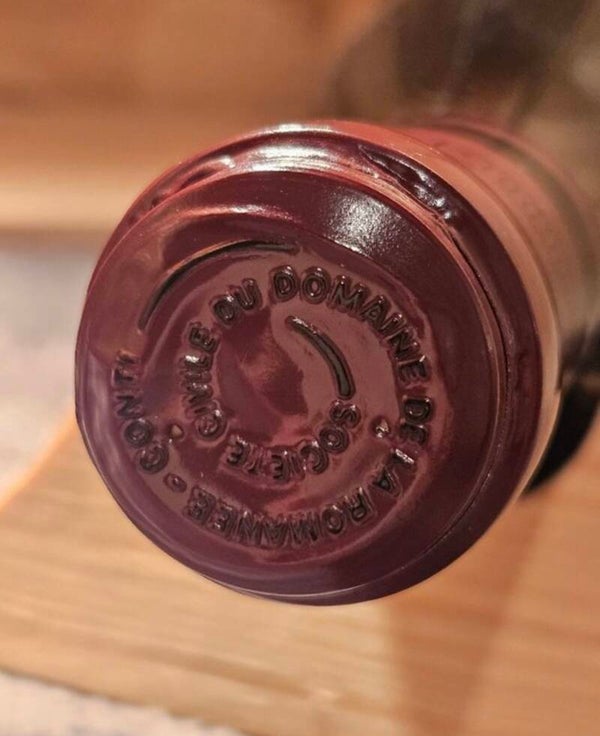 SOCIETE CIVILE DU DOMAINE DE LA ROMANEE - CONTI